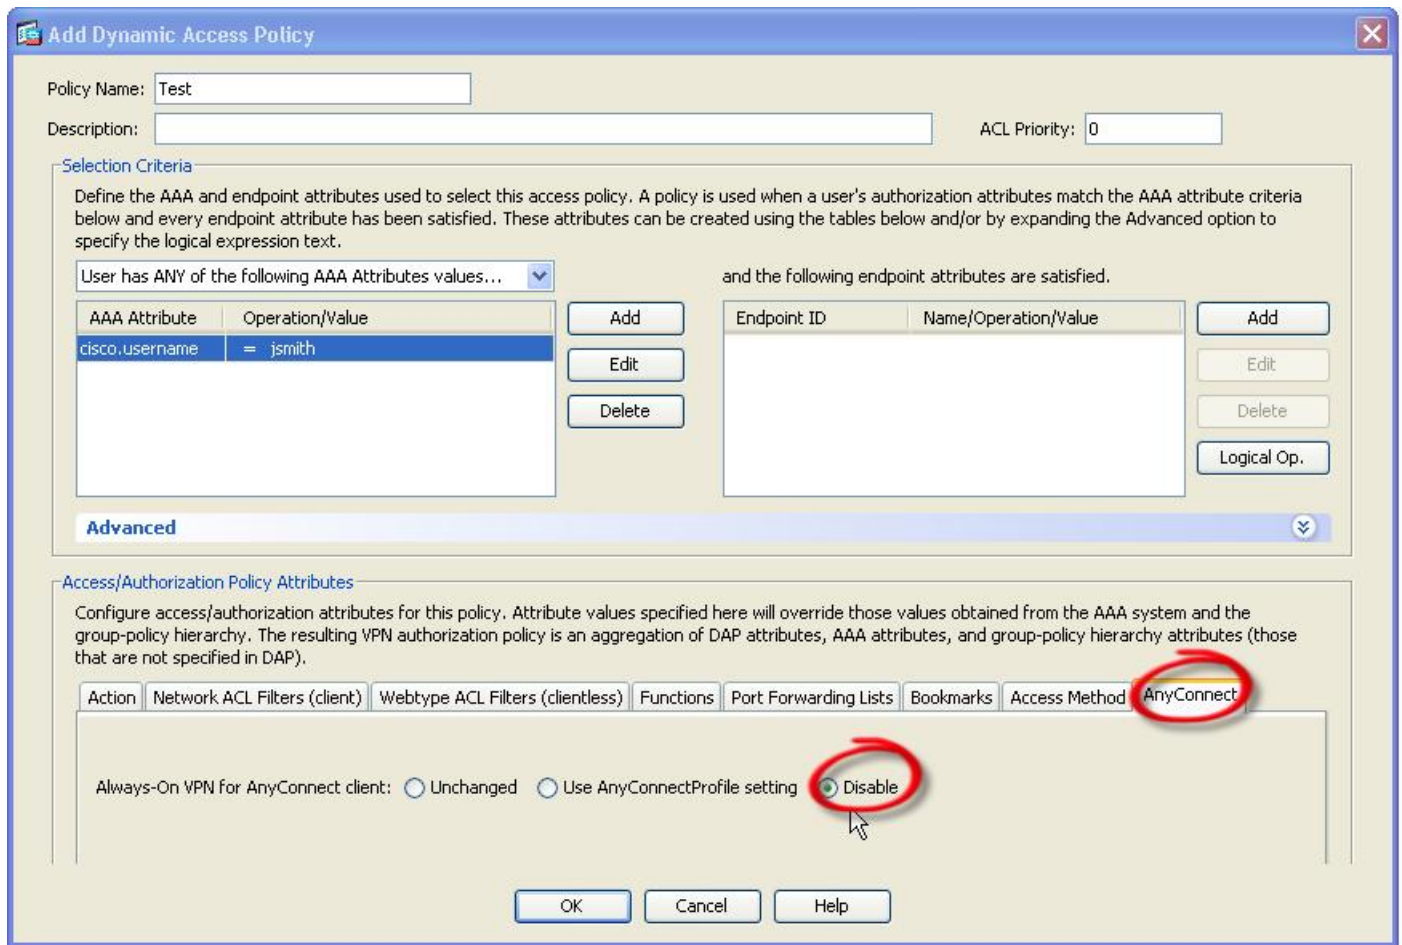 Add Dynamic Access Policy
Policy Name: Test
Description: ACL Priority: 0
Selection Criteria
Define the AAA and endpoint attributes used to select this access policy. A policy is used when a user's authorization attributes match the AAA attribute criteria
below and every endpoint attribute has been satisfied. These attributes can be created using the tables below and/or by expanding the Advanced option to
specify the logical expression text.
User has ANY of the following AAA Attributes values... and the following endpoint attributes are satisfied.
AAA Attribute Operation/Value Add Endpoint ID Name/Operation/Value Add
cisco.username = jsmith
Edit Edit
Delete Delete
Logical Op.
Advanced
Access/Authorization Policy Attributes
Configure access/authorization attributes for this policy. Attribute values specified here will override those values obtained from the AAA system and the
group-policy hierarchy. The resulting VPN authorization policy is an aggregation of DAP attributes, AAA attributes, and group-policy hierarchy attributes (those
that are not specified in DAP).
Action Network ACL Filters (client) Webtype ACL Filters (clientless) Functions Port Forwarding Lists Bookmarks Access Method AnyConnect
Always-On VPN for AnyConnect client: Unchanged Use AnyConnectProfile setting Disable
OK Cancel Help